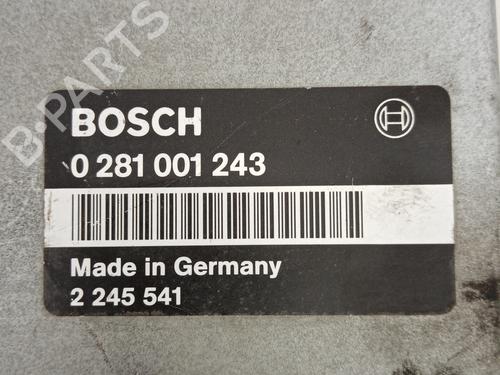 B-PARTS
BOSCH
0 281 001 243
Made in Germany
2 245 541